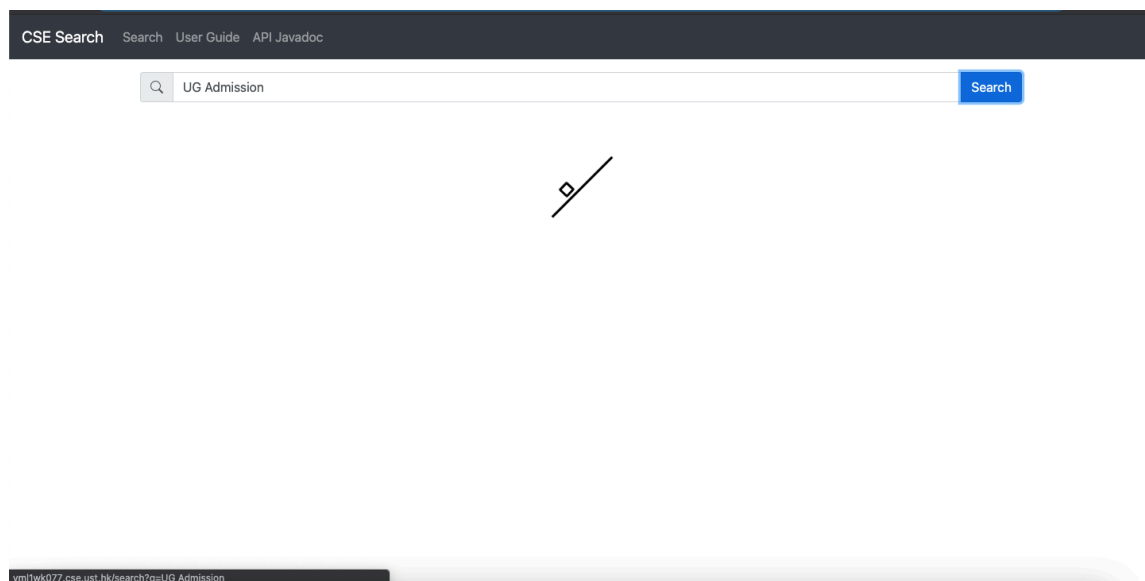 CSE Search Search User Guide API Javadoc
UG Admission Search
vml1wk077.cse.ust.hk/search?q=UG Admission